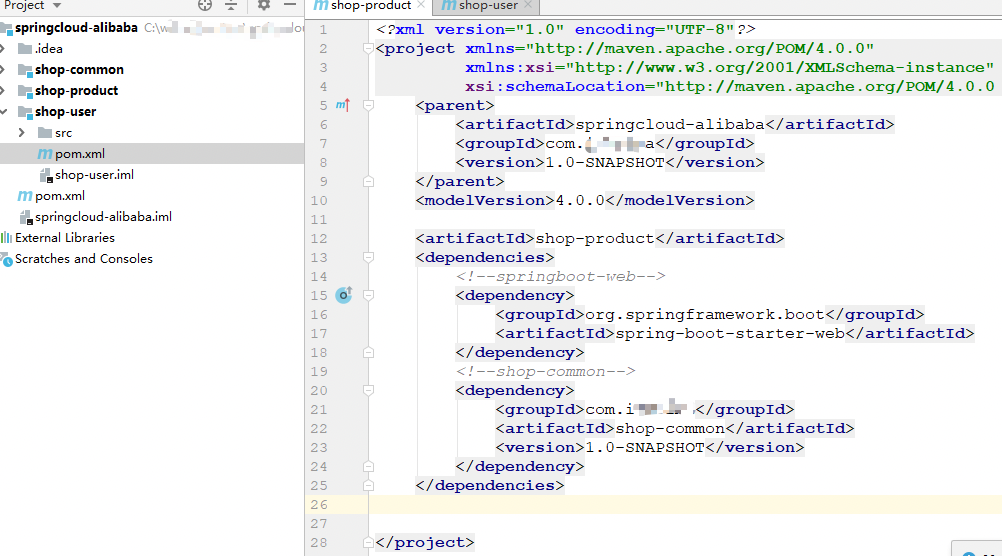 Project
springcloud-alibaba C:\w
.idea
shop-common
shop-product
shop-user
src
pom.xml
shop-user.iml
pom.xml
springcloud-alibaba.iml
External Libraries
Scratches and Consoles
shop-product shop-user
1 <?xml version="1.0" encoding="UTF-8"?>
2 <project xmlns="http://maven.apache.org/POM/4.0.0"
3 xmlns:xsi="http://www.w3.org/2001/XMLSchema-instance"
4 xsi:schemaLocation="http://maven.apache.org/POM/4.0.0
5 <parent>
6 <artifactId>springcloud-alibaba</artifactId>
7 <groupId>com.a</groupId>
8 <version>1.0-SNAPSHOT</version>
9 </parent>
10 <modelVersion>4.0.0</modelVersion>
11
12 <artifactId>shop-product</artifactId>
13 <dependencies>
14 <!--springboot-web-->
15 <dependency>
16 <groupId>org.springframework.boot</groupId>
17 <artifactId>spring-boot-starter-web</artifactId>
18 </dependency>
19 <!--shop-common-->
20 <dependency>
21 <groupId>com.i</groupId>
22 <artifactId>shop-common</artifactId>
23 <version>1.0-SNAPSHOT</version>
24 </dependency>
25 </dependencies>
26
27
28 </project>